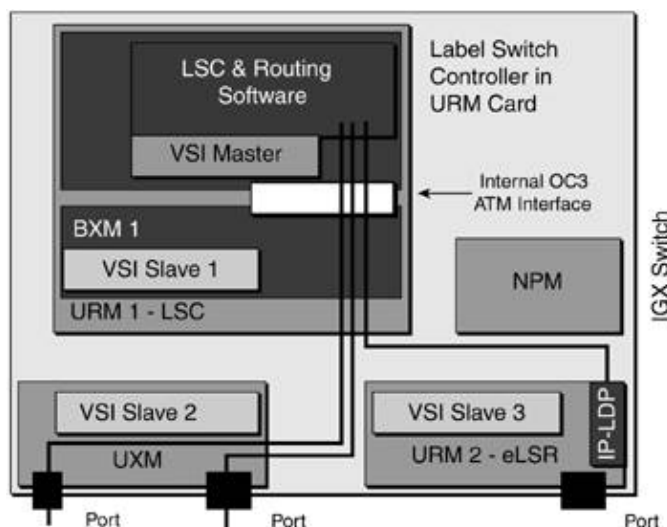 LSC & Routing
Software
VSI Master
Label Switch
Controller in
URM Card
Internal OC3
ATM Interface
BXM 1
VSI Slave 1
URM 1 - LSC
NPM
IGX Switch
VSI Slave 2
UXM
VSI Slave 3
URM 2 - eLSR
IP-LDP
Port
Port
Port